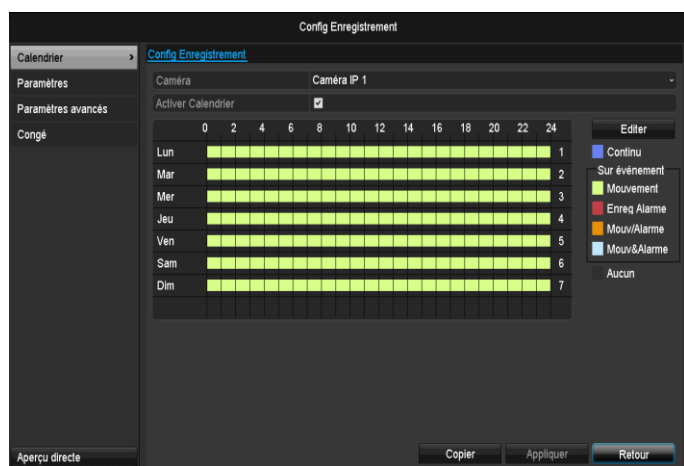 Config Enregistrement
Calendrier >
Paramètres
Paramètres avancés
Congé
Aperçu directe
Config Enregistrement
Caméra Caméra IP 1
Activer Calendrier
0 2 4 6 8 10 12 14 16 18 20 22 24
Lun 1
Mar 2
Mer 3
Jeu 4
Ven 5
Sam 6
Dim 7
Editer
Continu
Sur événement
Mouvement
Enreg Alarme
Mouv/Alarme
Mouv&Alarme
Aucun
Copier Appliquer Retour